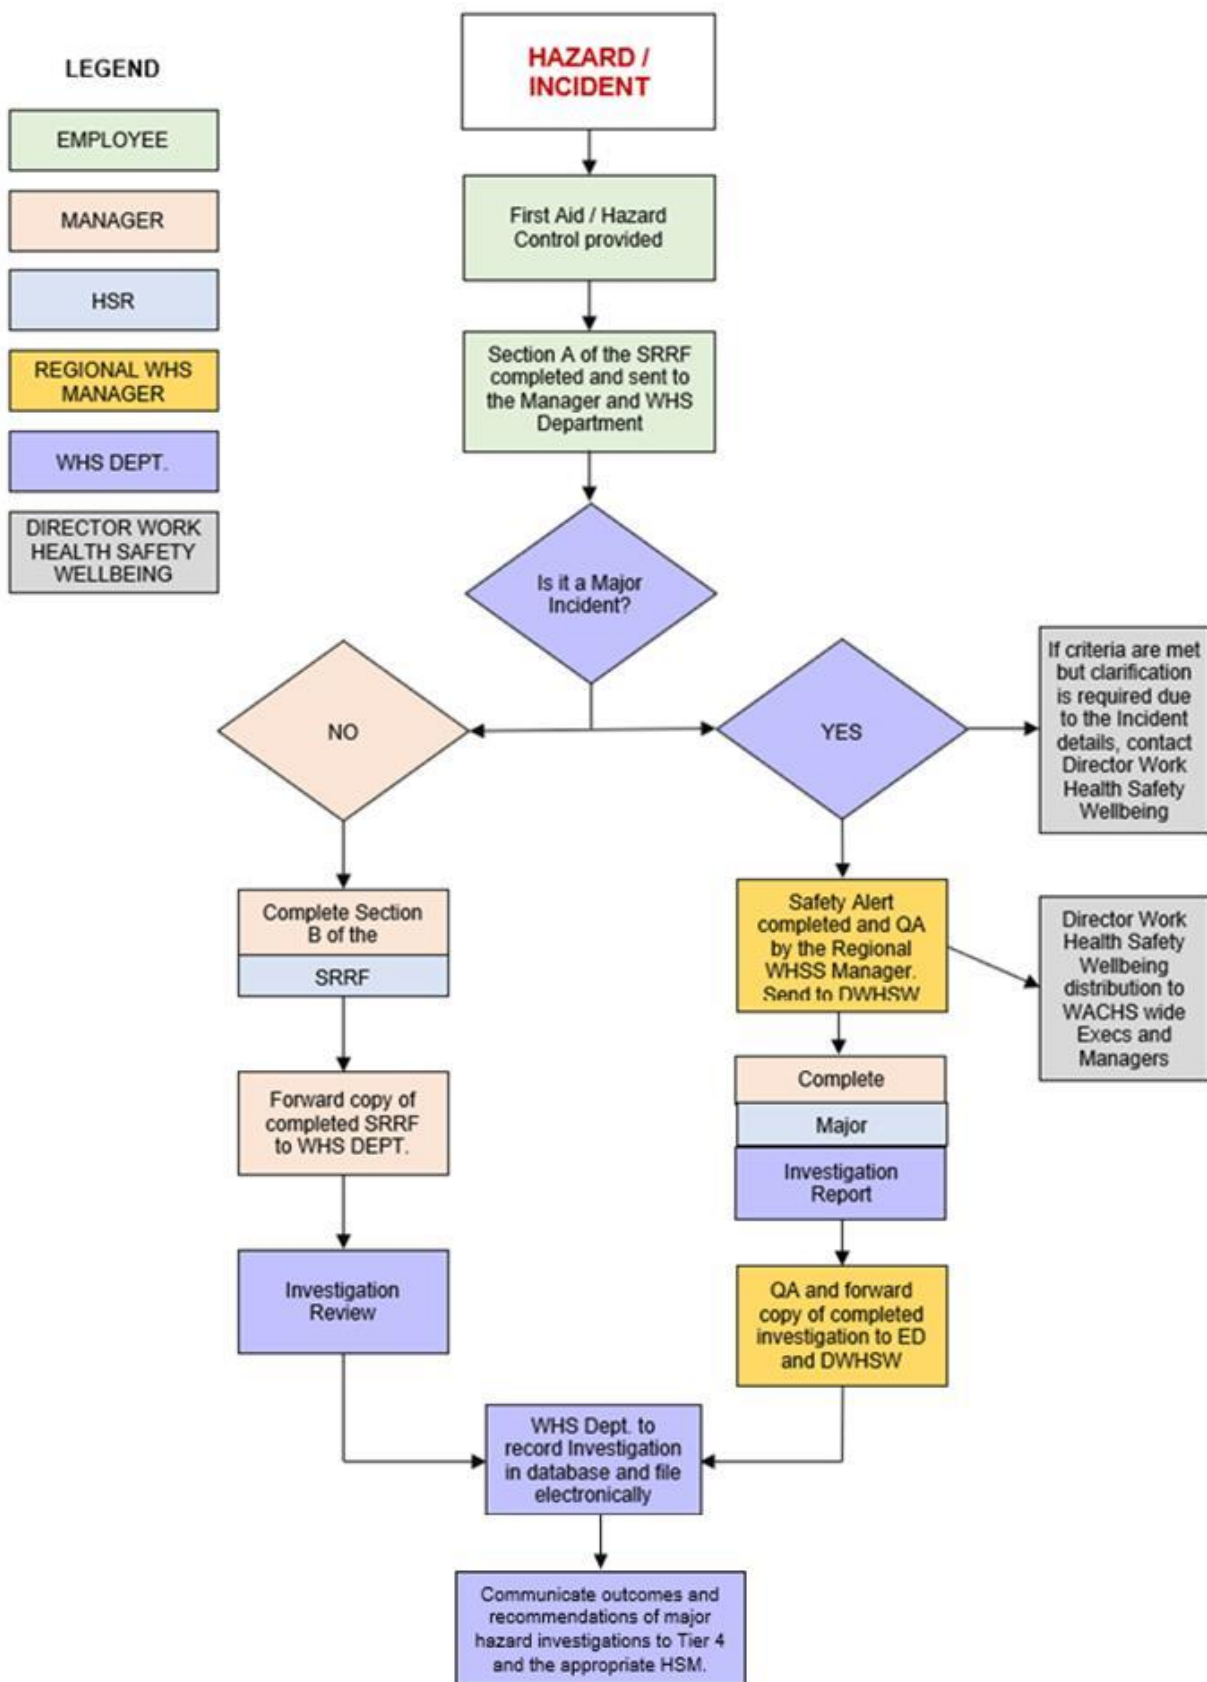 LEGEND
EMPLOYEE
MANAGER
HSR
REGIONAL WHS
MANAGER
WHS DEPT.
DIRECTOR WORK
HEALTH SAFETY
WELLBEING
HAZARD /
INCIDENT
First Aid / Hazard
Control provided
Section A of the SRRF
completed and sent to
the Manager and WHS
Department
Is it a Major
Incident?
NO
YES
If criteria are met
but clarification
is required due
to the Incident
details, contact
Director Work
Health Safety
Wellbeing
Complete Section
B of the
SRRF
Safety Alert
completed and QA
by the Regional
WHSS Manager.
Send to DWHSW
Director Work
Health Safety
Wellbeing
distribution to
WACHS wide
Execs and
Managers
Forward copy of
completed SRRF
to WHS DEPT.
Complete
Major
Investigation
Report
Investigation
Review
QA and forward
copy of completed
investigation to ED
and DWHSW
WHS Dept. to
record Investigation
in database and file
electronically
Communicate outcomes and
recommendations of major
hazard investigations to Tier 4
and the appropriate HSM.